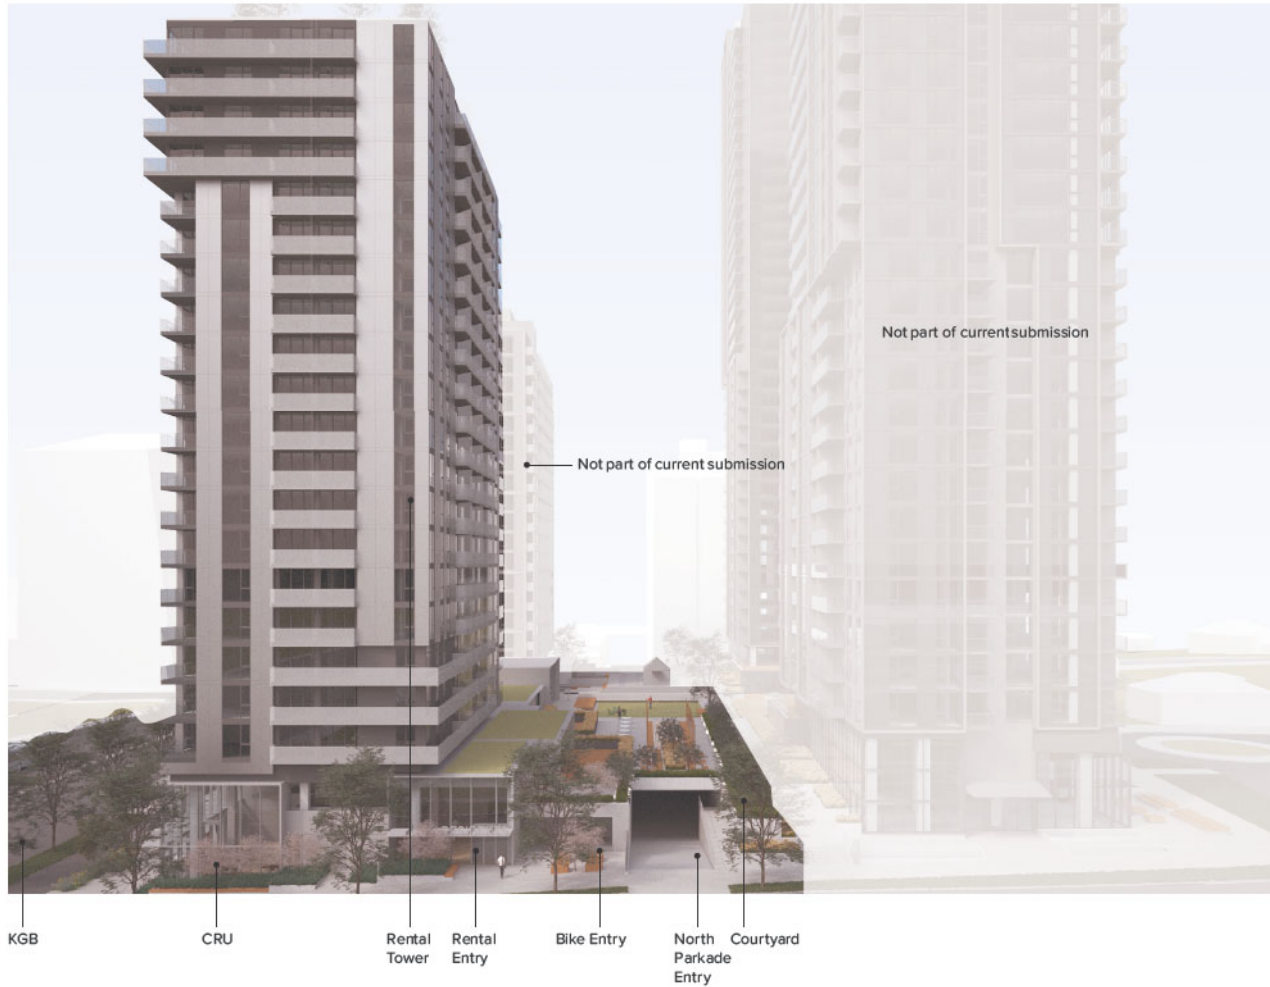 Not part of current submission
Not part of current submission
KGB
CRU
Rental
Tower
Rental
Entry
Bike Entry
North
Parkade
Entry
Courtyard